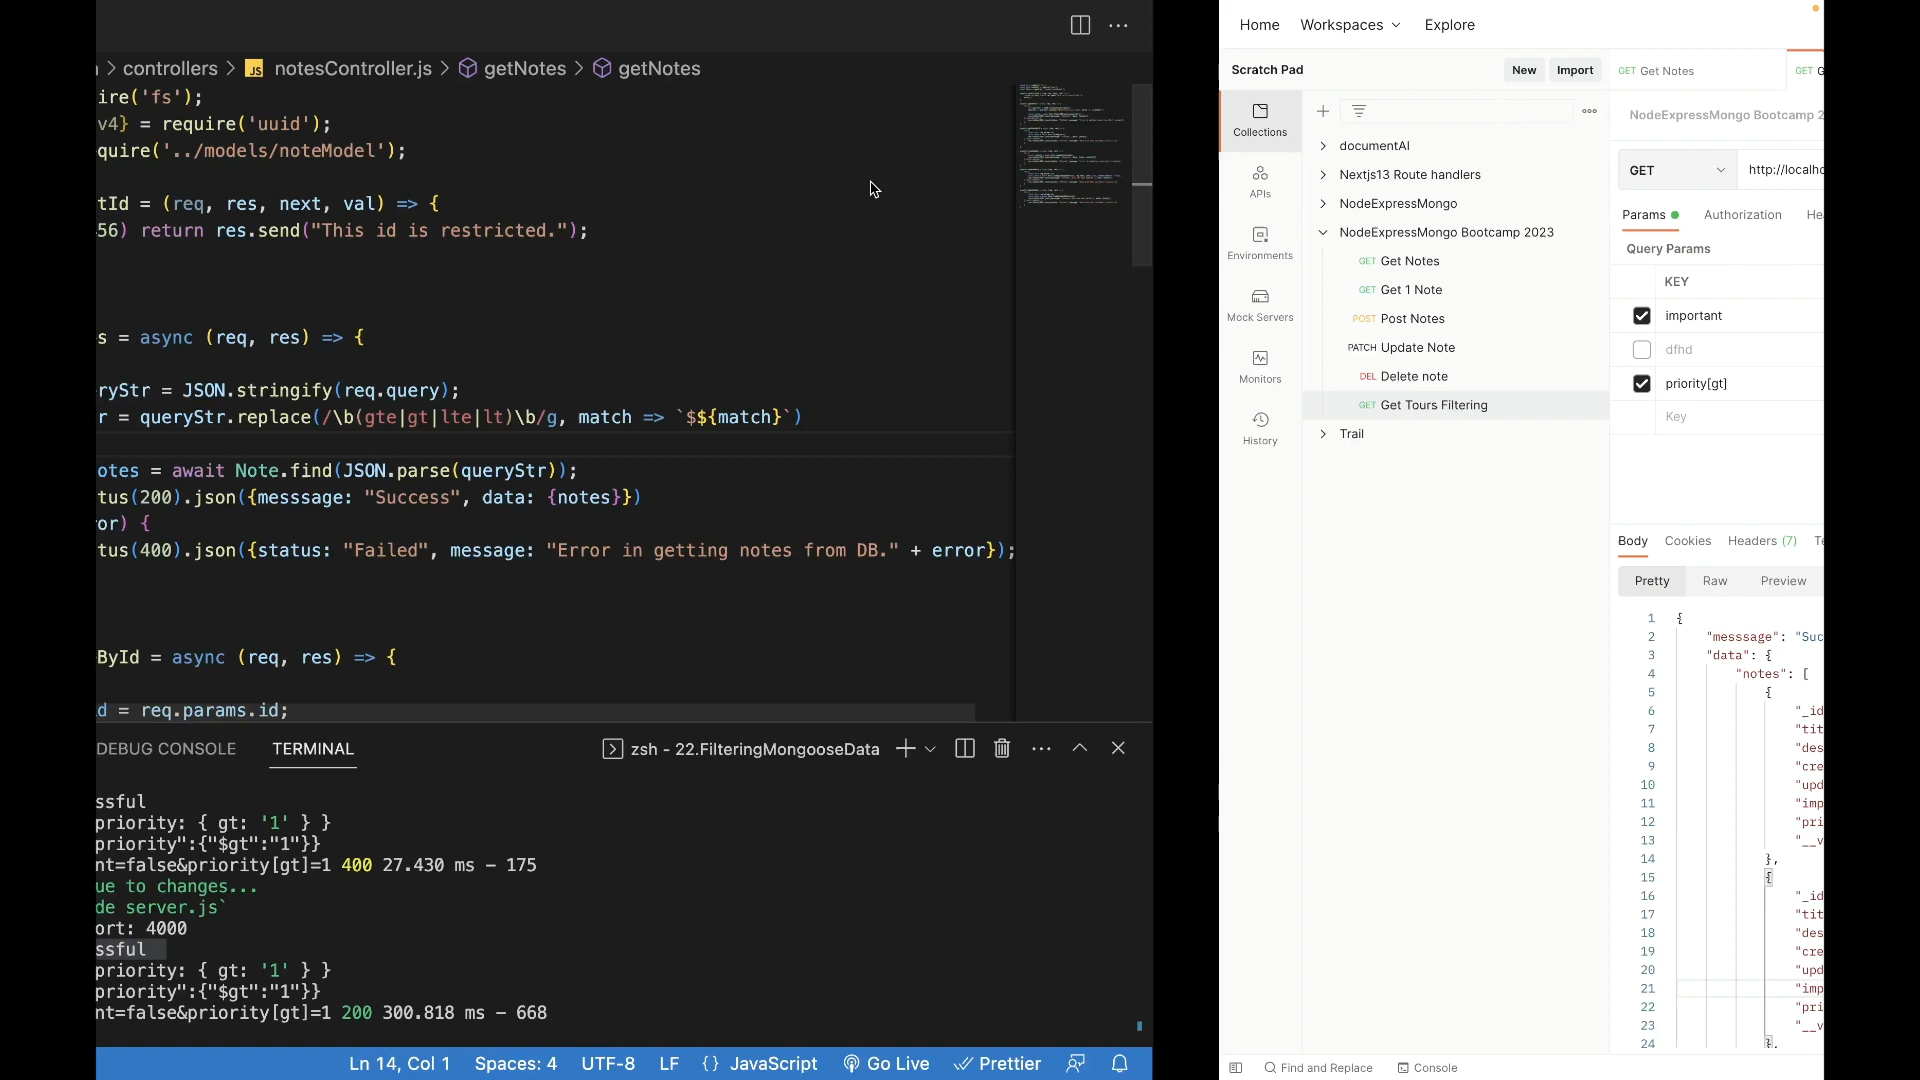 controllers > JS notesController.js > getNotes > getNotes
ire('fs');
v4} = require('uuid');
quire('../models/noteModel');
tId = (req, res, next, val) => {
56) return res.send("This id is restricted.");
s = async (req, res) => {
ryStr = JSON.stringify(req.query);
r = queryStr.replace(/\b(gte|gt|lte|lt)\b/g, match => `$${match}`)
otes = await Note.find(JSON.parse(queryStr));
tus(200).json({messsage: "Success", data: {notes}})
or) {
tus(400).json({status: "Failed", message: "Error in getting notes from DB." + error});
ById = async (req, res) => {
d = req.params.id;
DEBUG CONSOLE TERMINAL zsh - 22.FilteringMongooseData
ssful
priority: { gt: '1' } }
priority":{"$gt":"1"}}
nt=false&priority[gt]=1 400 27.430 ms - 175
ue to changes...
de server.js`
ort: 4000
ssful
priority: { gt: '1' } }
priority":{"$gt":"1"}}
nt=false&priority[gt]=1 200 300.818 ms - 668
Ln 14, Col 1 Spaces: 4 UTF-8 LF {} JavaScript Go Live Prettier
Home Workspaces Explore
Scratch Pad New Import
Collections
APIs
Environments
Mock Servers
Monitors
History
documentAI
Nextjs13 Route handlers
NodeExpressMongo
NodeExpressMongo Bootcamp 2023
GET Get Notes
GET Get 1 Note
POST Post Notes
PATCH Update Note
DEL Delete note
GET Get Tours Filtering
Trail
GET Get Notes GET G
NodeExpressMongo Bootcamp 2
GET http://localho
Params Authorization Hea
Query Params
KEY
important
dfhd
priority[gt]
Key
Body Cookies Headers (7) Te
Pretty Raw Preview
1 {
2 "messsage": "Suc
3 "data": {
4 "notes": [
5 {
6 "_id
7 "tit
8 "des
9 "cre
10 "upd
11 "imp
12 "pri
13 "__v
14 },
15 {
16 "_id
17 "tit
18 "des
19 "cre
20 "upd
21 "imp
22 "pri
23 "__v
24 },
Find and Replace Console